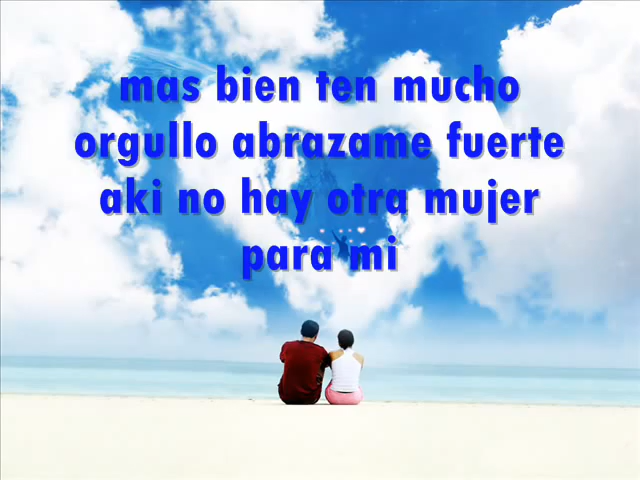 mas bien ten mucho
orgullo abrazame fuerte
aki no hay otra mujer
para mi